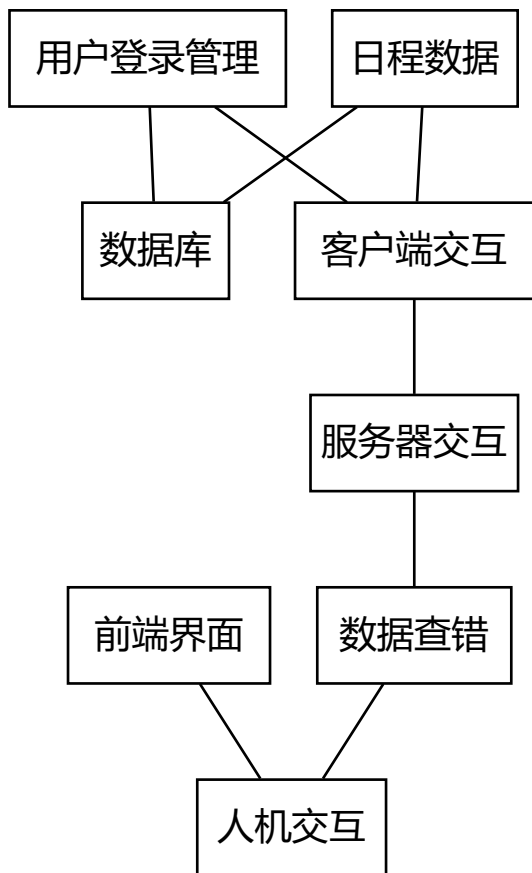 用户登录管理
日程数据
数据库
客户端交互
服务器交互
前端界面
数据查错
人机交互